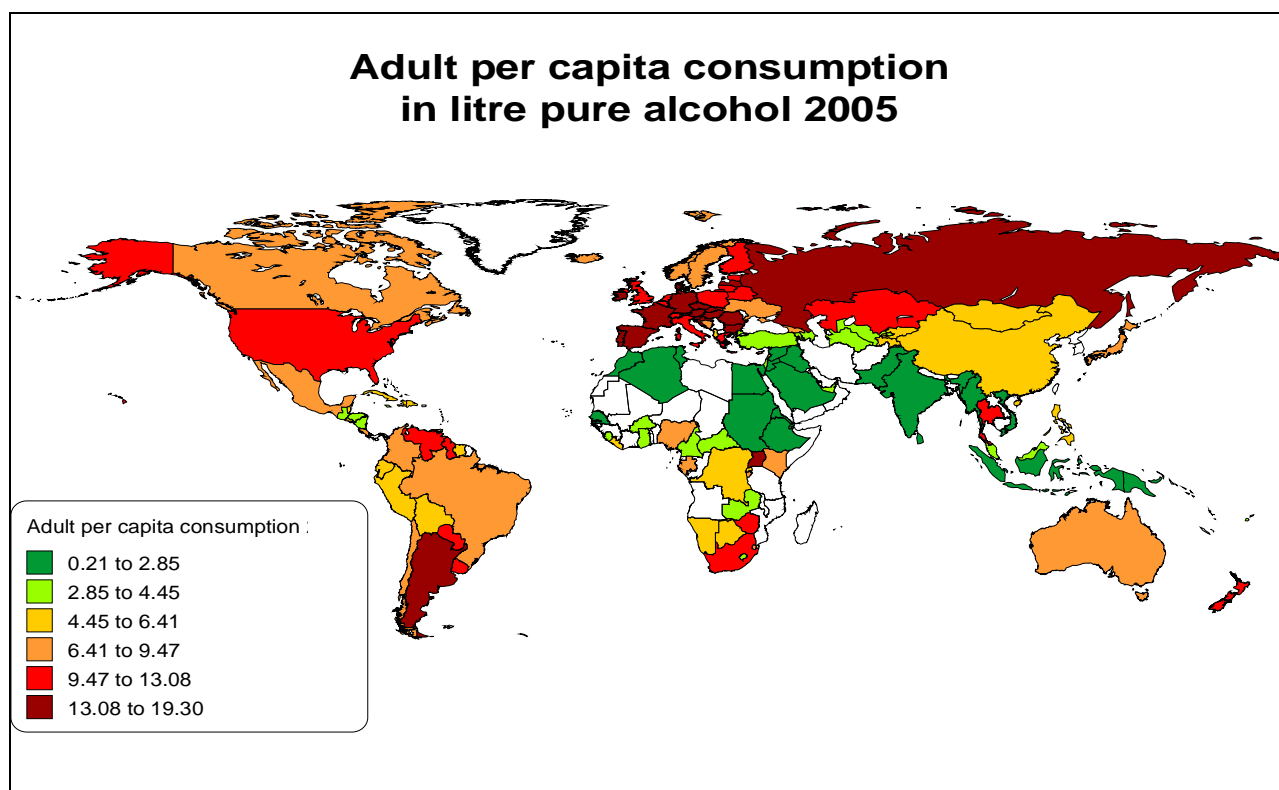 Adult per capita consumption
in litre pure alcohol 2005
Adult per capita consumption :
0.21 to 2.85
2.85 to 4.45
4.45 to 6.41
6.41 to 9.47
9.47 to 13.08
13.08 to 19.30